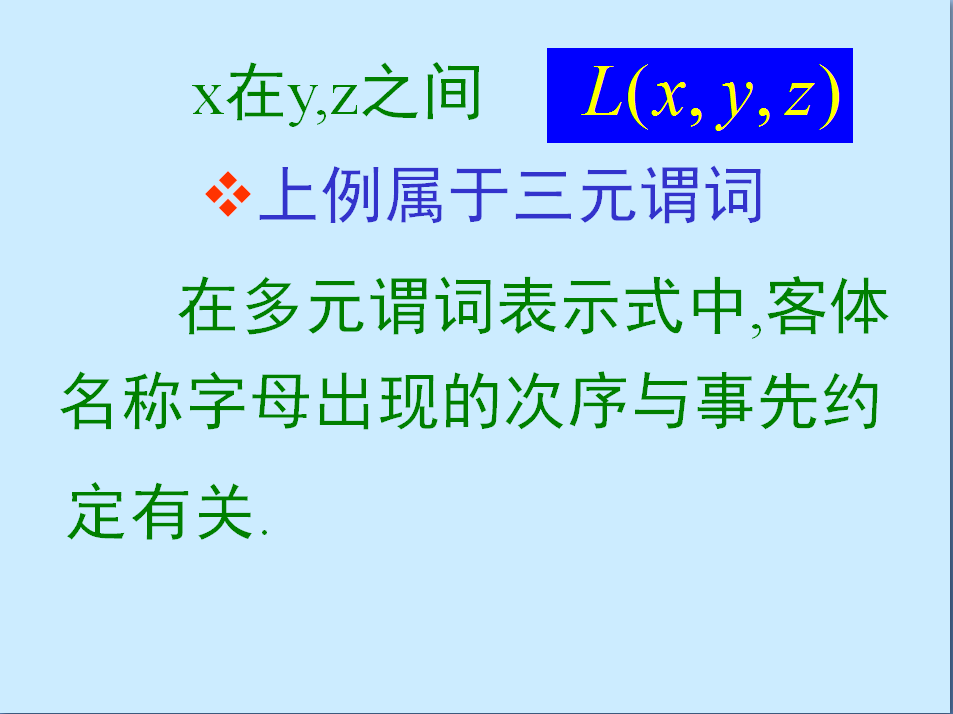 x在y,z之间 L(x, y, z)
❖上例属于三元谓词
在多元谓词表示式中,客体
名称字母出现的次序与事先约
定有关.